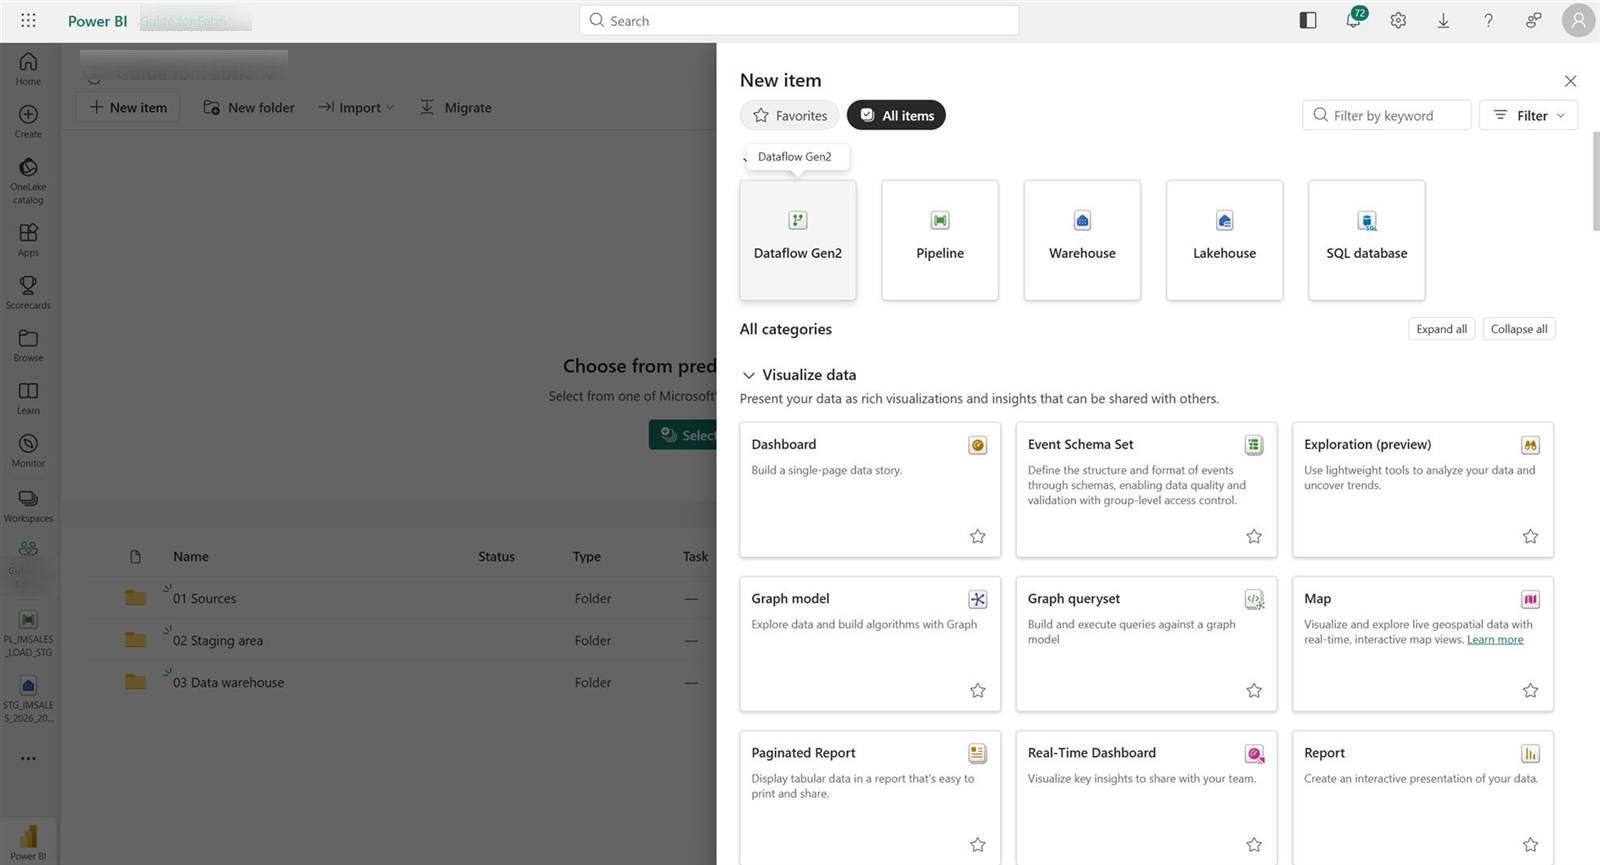 Power BI
Guide for Fabric
Search
72
Home
Create
OneLake
catalog
Apps
Scorecards
Browse
Learn
Monitor
Workspaces
PL_IMSALES
_LOAD_STG
STG_IMSALE
S_2026_20...
Power BI
Guide for Fabric
New item
New folder
Import
Migrate
Choose from pred
Select from one of Microsoft'
Select
Name
Status
Type
Task
01 Sources
Folder
—
02 Staging area
Folder
—
03 Data warehouse
Folder
—
New item
Favorites
All items
Filter by keyword
Filter
Dataflow Gen2
Dataflow Gen2
Pipeline
Warehouse
Lakehouse
SQL database
All categories
Expand all
Collapse all
Visualize data
Present your data as rich visualizations and insights that can be shared with others.
Dashboard
Build a single-page data story.
Event Schema Set
Define the structure and format of events
through schemas, enabling data quality and
validation with group-level access control.
Exploration (preview)
Use lightweight tools to analyze your data and
uncover trends.
Graph model
Explore data and build algorithms with Graph
Graph queryset
Build and execute queries against a graph
model
Map
Visualize and explore live geospatial data with
real-time, interactive map views. Learn more
Paginated Report
Display tabular data in a report that's easy to
print and share.
Real-Time Dashboard
Visualize key insights to share with your team.
Report
Create an interactive presentation of your data.